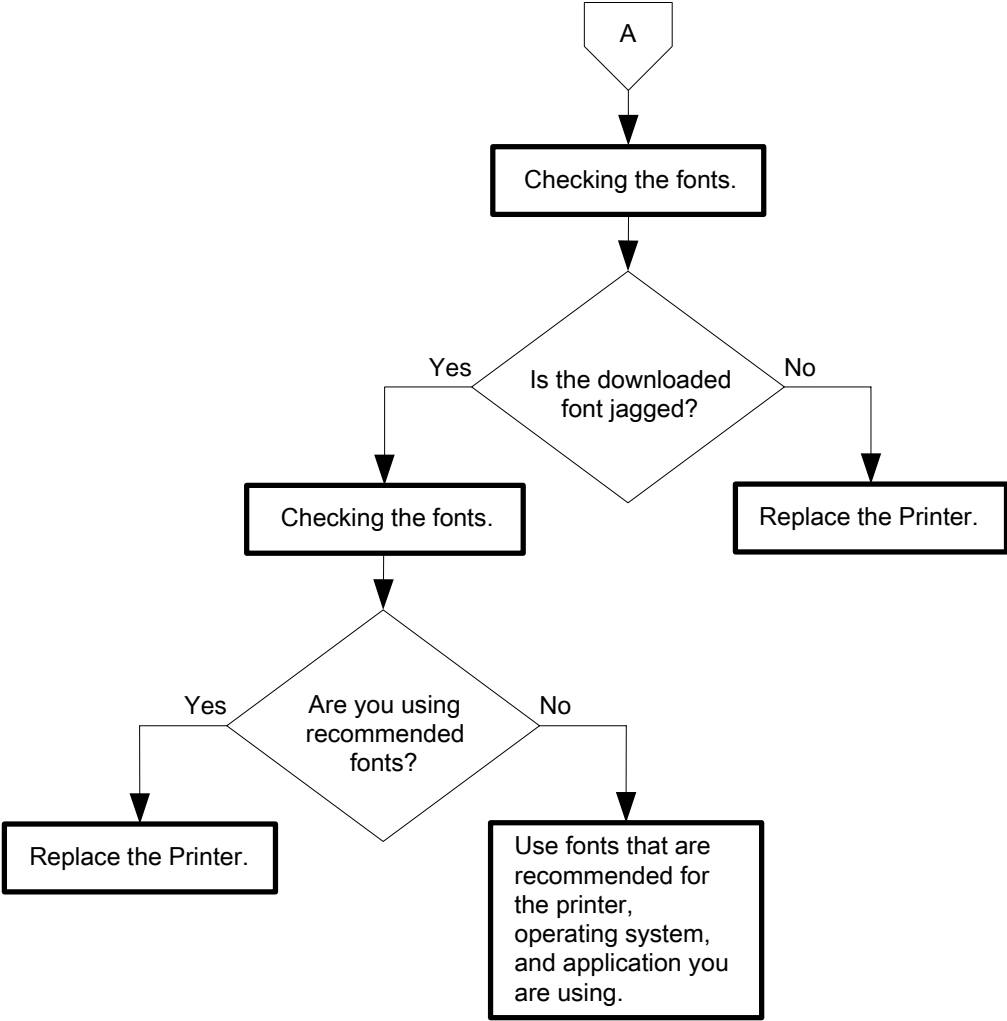 A
Checking the fonts.
Yes
No
Is the downloaded
font jagged?
Checking the fonts.
Replace the Printer.
Yes
No
Are you using
recommended
fonts?
Replace the Printer.
Use fonts that are
recommended for
the printer,
operating system,
and application you
are using.